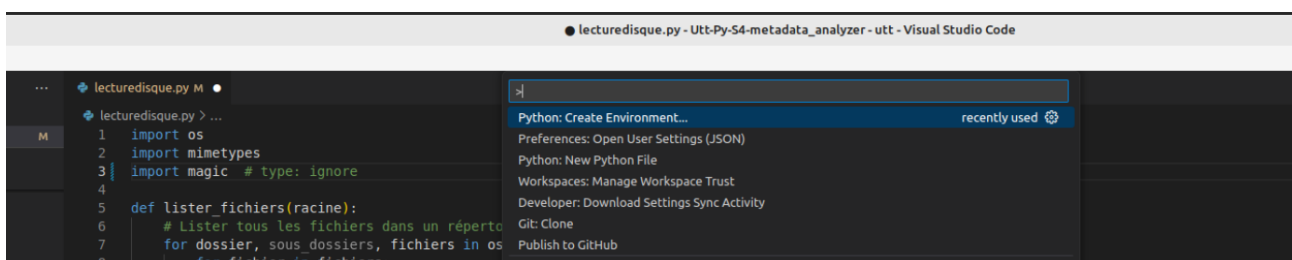 ● lecturedisque.py - Utt-Py-S4-metadata_analyzer - utt - Visual Studio Code
... lecturedisque.py M ●
>
lecturedisque.py > ...
M
1 import os
2 import mimetypes
3 import magic # type: ignore
4
5 def lister_fichiers(racine):
6 # Lister tous les fichiers dans un réperto
7 for dossier, sous_dossiers, fichiers in os
Python: Create Environment... recently used
Preferences: Open User Settings (JSON)
Python: New Python File
Workspaces: Manage Workspace Trust
Developer: Download Settings Sync Activity
Git: Clone
Publish to GitHub